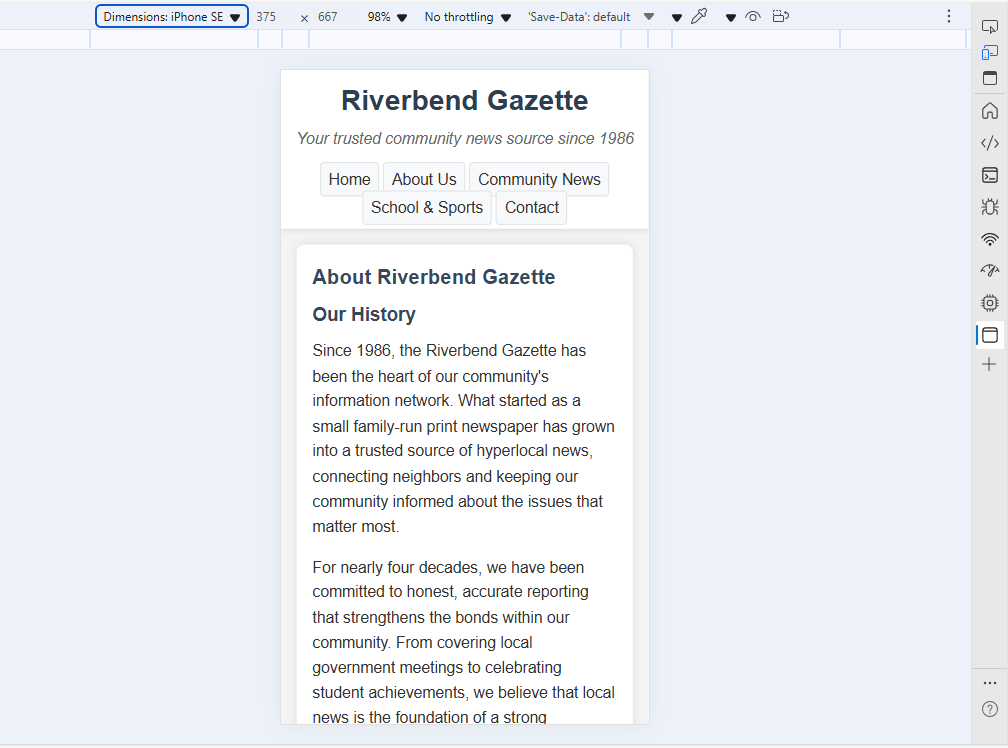 Dimensions: iPhone SE 375 × 667 98% No throttling 'Save-Data': default
Riverbend Gazette
Your trusted community news source since 1986
Home About Us Community News
School & Sports Contact
About Riverbend Gazette
Our History
Since 1986, the Riverbend Gazette has
been the heart of our community's
information network. What started as a
small family-run print newspaper has grown
into a trusted source of hyperlocal news,
connecting neighbors and keeping our
community informed about the issues that
matter most.
For nearly four decades, we have been
committed to honest, accurate reporting
that strengthens the bonds within our
community. From covering local
government meetings to celebrating
student achievements, we believe that local
news is the foundation of a strong